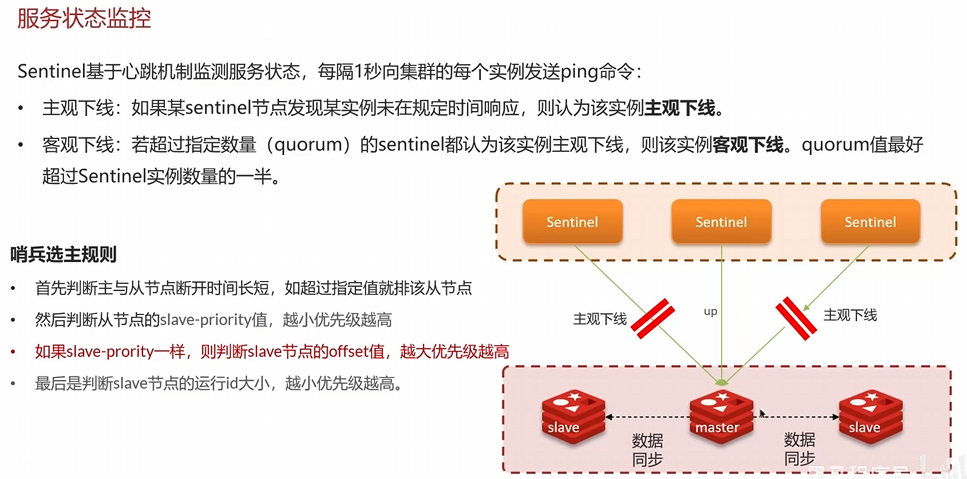 服务状态监控
Sentinel基于心跳机制监测服务状态，每隔1秒向集群的每个实例发送ping命令：
• 主观下线：如果某sentinel节点发现某实例未在规定时间响应，则认为该实例主观下线。
• 客观下线：若超过指定数量（quorum）的sentinel都认为该实例主观下线，则该实例客观下线。quorum值最好
超过Sentinel实例数量的一半。
哨兵选主规则
• 首先判断主与从节点断开时间长短，如超过指定值就排该从节点
• 然后判断从节点的slave-priority值，越小优先级越高
• 如果slave-prority一样，则判断slave节点的offset值，越大优先级越高
• 最后是判断slave节点的运行id大小，越小优先级越高。
Sentinel
Sentinel
Sentinel
主观下线
up
主观下线
slave
master
slave
数据
同步
数据
同步